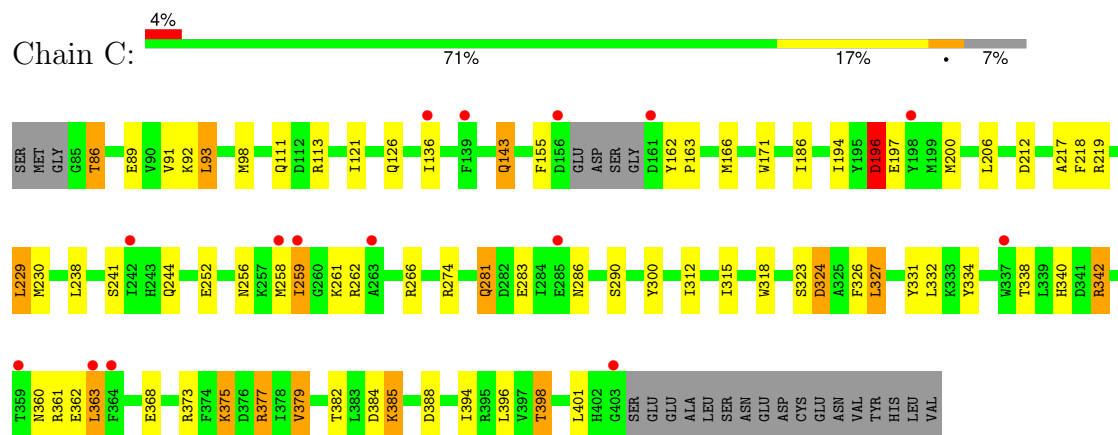 4%
Chain C:
71% 17% • 7%
SER MET GLY G85 T86 E89 V90 V91 K92 L93 M98 Q111 D112 R113 I121 Q126 I136 F139 Q143 F155 D156 GLU ASP SER GLY D161 Y162 P163 M166 W171 I186 I194 Y195 D196 E197 Y198 M199 M200 L206 D212 A217 F218 R219
L229 M230 L238 S241 I242 H243 Q244 E252 N256 K257 M258 I259 G260 K261 R262 A263 R266 R274 Q281 D282 E283 I284 E285 N286 S290 Y300 I312 I315 W318 S323 D324 A325 F326 L327 Y331 L332 K333 Y334 W337 T338 L339 H340 D341 R342
T359 N360 R361 E362 L363 F364 E368 R373 F374 K375 D376 R377 I378 V379 T382 L383 D384 K385 D388 I394 R395 L396 V397 T398 L401 H402 G403 SER GLU GLU ALA LEU SER ASN GLU ASP CYS GLU ASN VAL TYR HIS LEU VAL